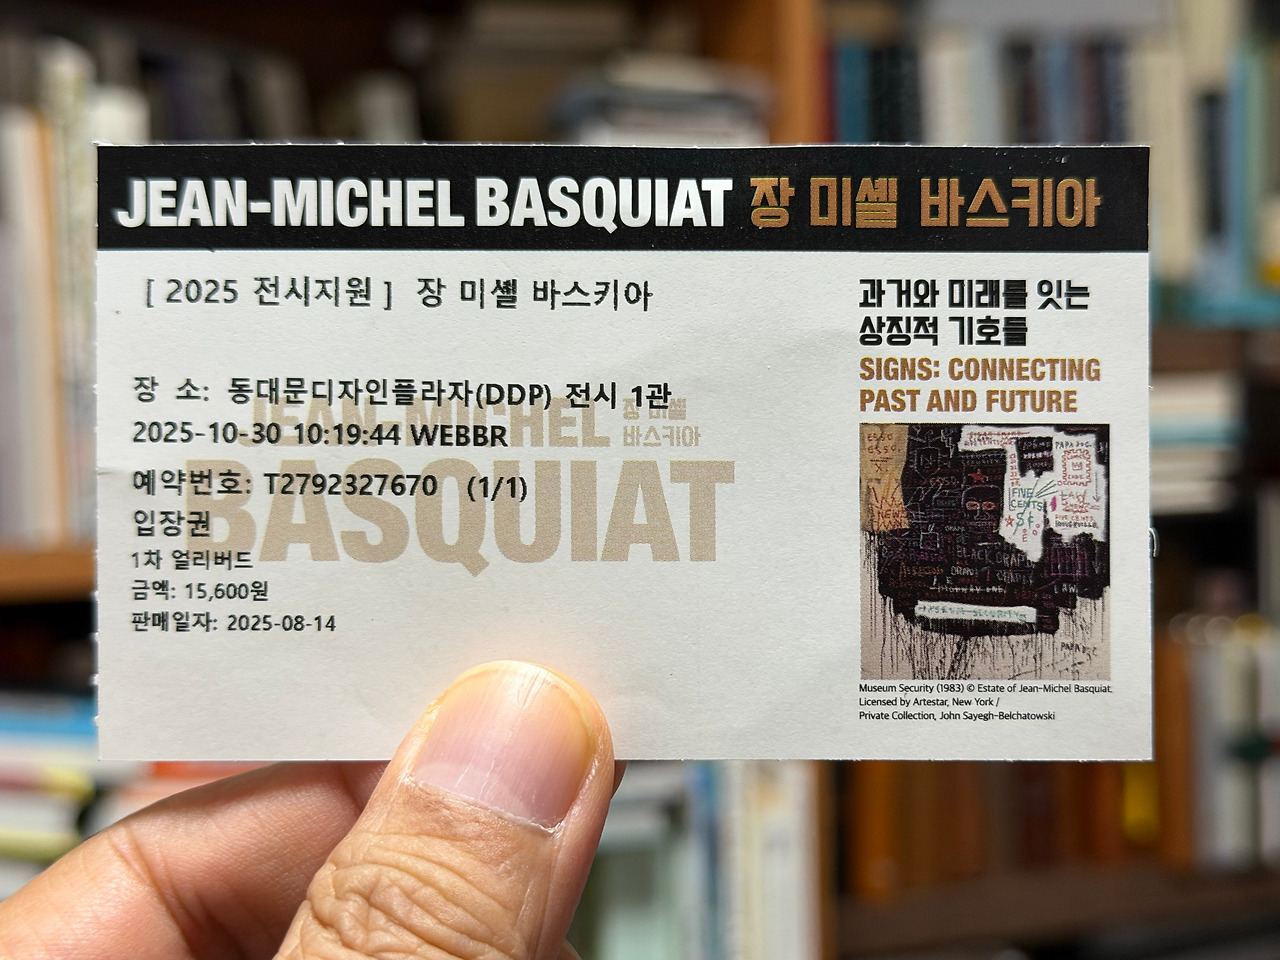 JEAN-MICHEL BASQUIAT 장 미셸 바스키아
[ 2025 전시지원 ] 장 미셸 바스키아
장 소: 동대문디자인플라자(DDP) 전시 1관
2025-10-30 10:19:44 WEBBR
예약번호: T2792327670 (1/1)
입장권
1차 얼리버드
금액: 15,600원
판매일자: 2025-08-14
JEAN-MICHEL 장 미셸
바스키아
BASQUIAT
과거와 미래를 잇는
상징적 기호들
SIGNS: CONNECTING
PAST AND FUTURE
FIVE
CENTS
Museum Security (1983) © Estate of Jean-Michel Basquiat.
Licensed by Artestar, New York /
Private Collection, John Sayegh-Belchatowski